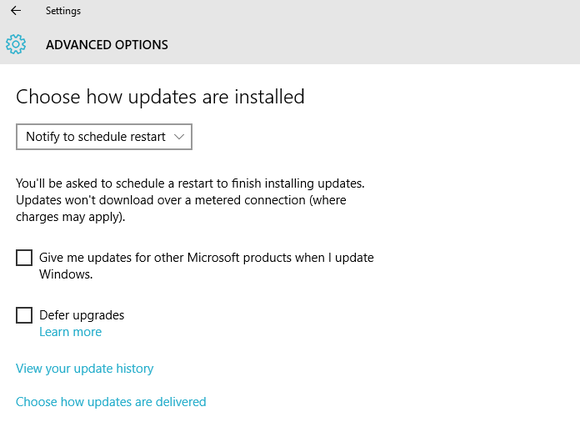 Settings
ADVANCED OPTIONS
Choose how updates are installed
Notify to schedule restart
You'll be asked to schedule a restart to finish installing updates.
Updates won't download over a metered connection (where
charges may apply).
Give me updates for other Microsoft products when I update
Windows.
Defer upgrades
Learn more
View your update history
Choose how updates are delivered